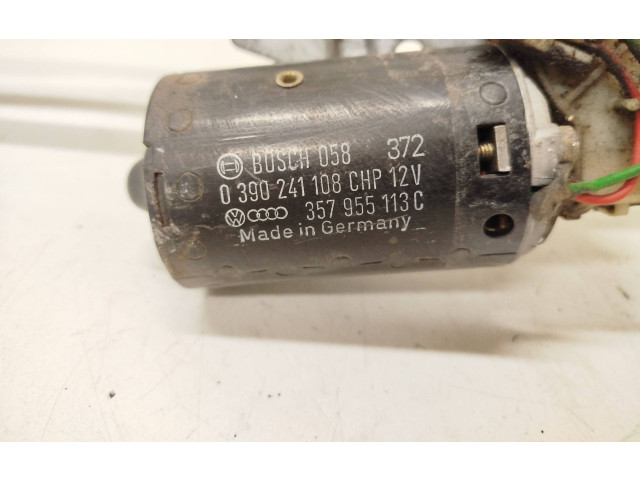 BOSCH 058 372
0 390 241 108 CHP 12V
357 955 113 C
Made in Germany